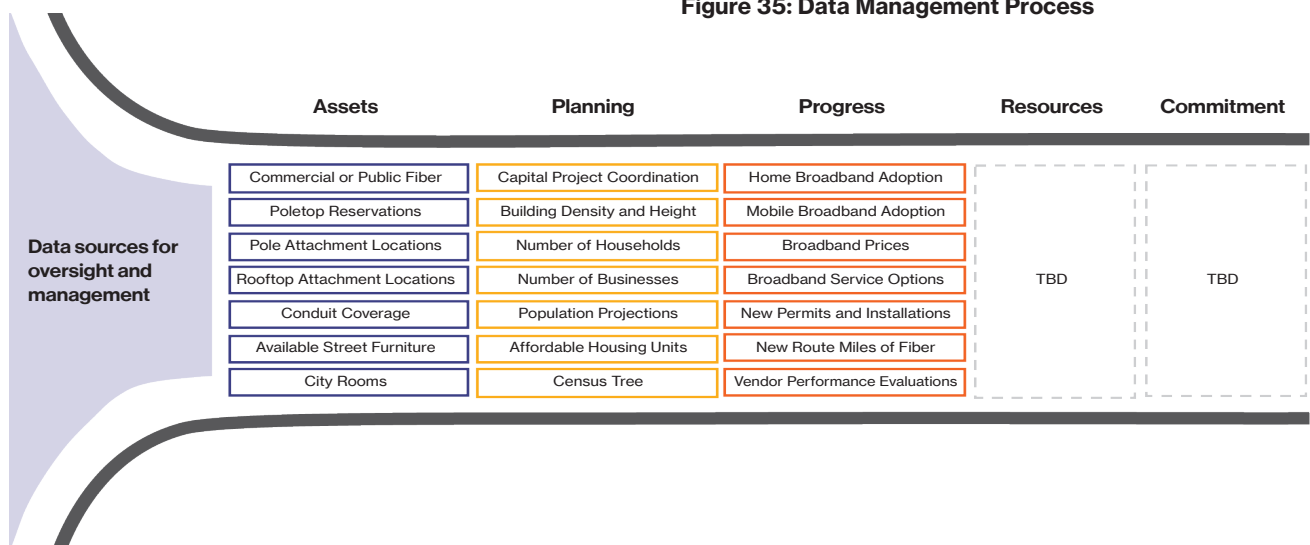 Figure 35: Data Management Process
Assets
Planning
Progress
Resources
Commitment
Data sources for
oversight and
management
Commercial or Public Fiber
Poletop Reservations
Pole Attachment Locations
Rooftop Attachment Locations
Conduit Coverage
Available Street Furniture
City Rooms
Capital Project Coordination
Building Density and Height
Number of Households
Number of Businesses
Population Projections
Affordable Housing Units
Census Tree
Home Broadband Adoption
Mobile Broadband Adoption
Broadband Prices
Broadband Service Options
New Permits and Installations
New Route Miles of Fiber
Vendor Performance Evaluations
TBD
TBD